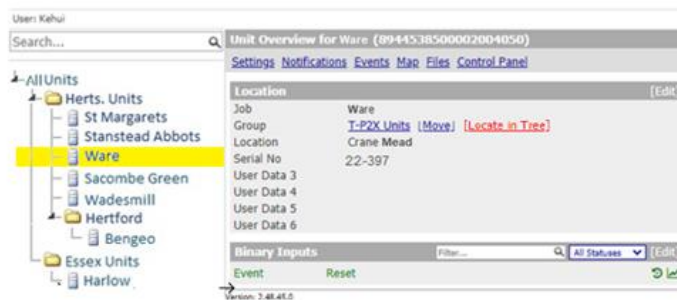 User: Kehui
Search...
Unit Overview for Ware (8944538500002004050)
Settings Notifications Events Map Files Control Panel
All Units
Herts. Units
St Margarets
Stanstead Abbots
Ware
Sacombe Green
Wadesmill
Hertford
Bengeo
Essex Units
Harlow
Location [Edit]
Job Ware
Group T-P2X Units [Move] [Locate in Tree]
Location Crane Mead
Serial No 22-397
User Data 3
User Data 4
User Data 5
User Data 6
Binary Inputs Filter... All Statuses [Edit]
Event Reset
Version: 2.48.45.0